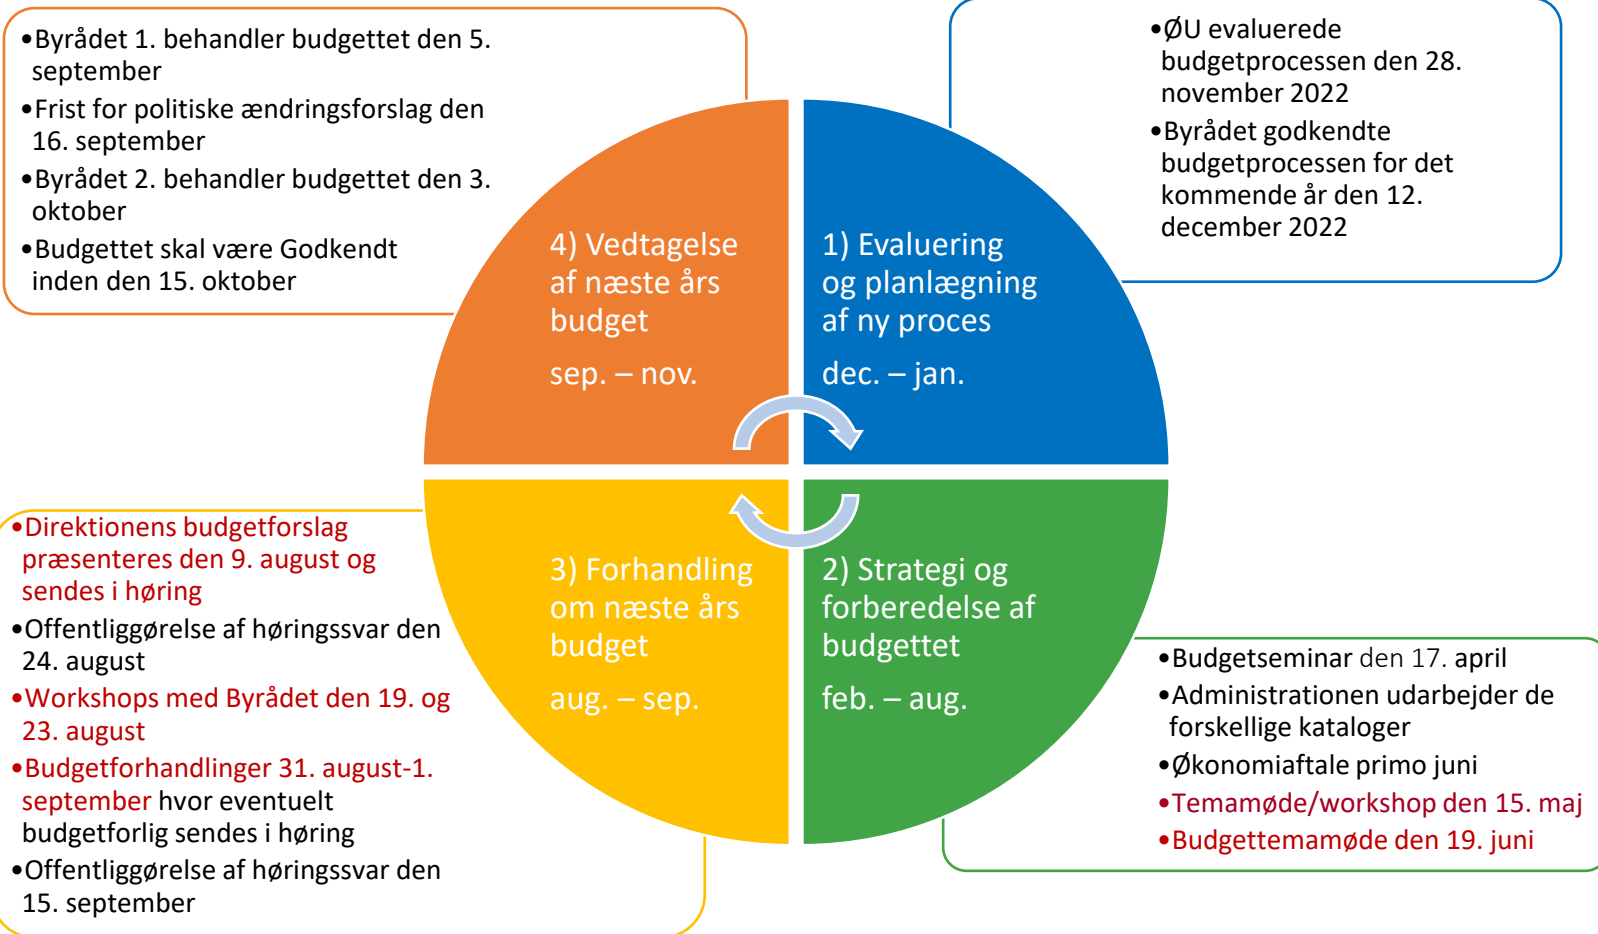 •Byrådet 1. behandler budgettet den 5.
september
•Frist for politiske ændringsforslag den
16. september
•Byrådet 2. behandler budgettet den 3.
oktober
•Budgettet skal være Godkendt
inden den 15. oktober
•ØU evaluerede
budgetprocessen den 28.
november 2022
•Byrådet godkendte
budgetprocessen for det
kommende år den 12.
december 2022
4) Vedtagelse
af næste års
budget
sep. – nov.
1) Evaluering
og planlægning
af ny proces
dec. – jan.
•Direktionens budgetforslag
præsenteres den 9. august og
sendes i høring
•Offentliggørelse af høringssvar den
24. august
•Workshops med Byrådet den 19. og
23. august
•Budgetforhandlinger 31. august-1.
september hvor eventuelt
budgetforlig sendes i høring
•Offentliggørelse af høringssvar den
15. september
3) Forhandling
om næste års
budget
aug. – sep.
2) Strategi og
forberedelse af
budgettet
feb. – aug.
•Budgetseminar den 17. april
•Administrationen udarbejder de
forskellige kataloger
•Økonomiaftale primo juni
•Temamøde/workshop den 15. maj
•Budgettemamøde den 19. juni